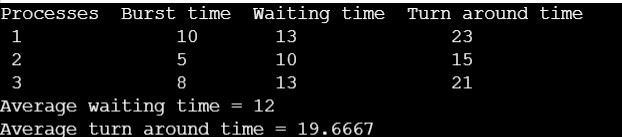 Processes Burst time Waiting time Turn around time
1 10 13 23
2 5 10 15
3 8 13 21
Average waiting time = 12
Average turn around time = 19.6667